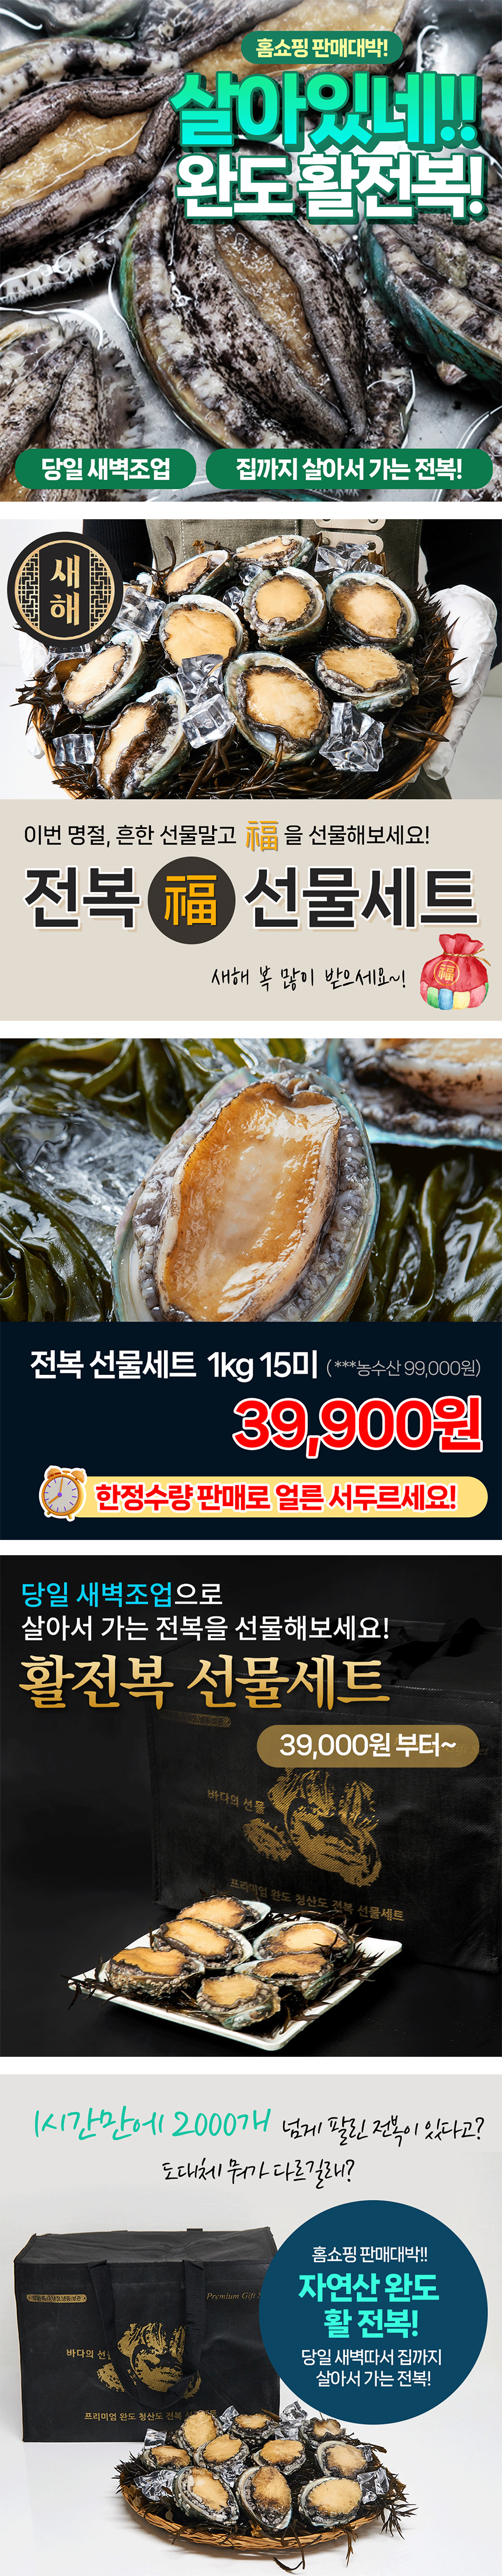 홈쇼핑 판매대박!
살아있네!!
완도 활전복!
당일 새벽조업
집까지 살아서 가는 전복!
새
해
이번 명절, 흔한 선물말고 福을 선물해보세요!
전복 福 선물세트
새해 복 많이 받으세요~!
福
전복 선물세트 1kg 15미 (***농수산 99,000원)
39,900원
한정수량 판매로 얼른 서두르세요!
당일 새벽조업으로
살아서 가는 전복을 선물해보세요!
활전복 선물세트
39,000원 부터~
바다의 선물
프리미엄 완도 청산도 전복 선물세트
1시간만에 2000개 넘게 팔린 전복이 있다고?
도대체 뭐가 다르길래?
홈쇼핑 판매대박!!
자연산 완도
활 전복!
당일 새벽따서 집까지
살아서 가는 전복!
Premium Gift
바다의
프리미엄 완도 청산도 전복